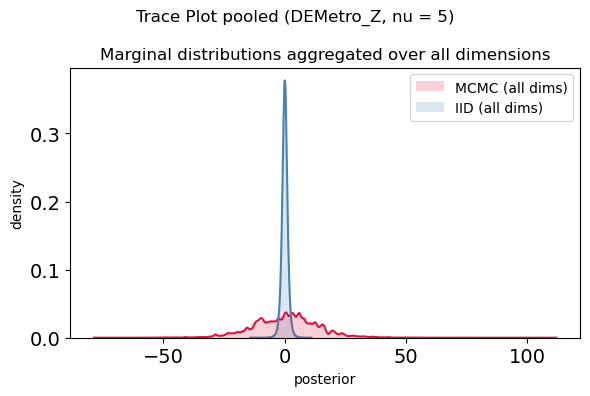 Trace Plot pooled (DEMetro_Z, nu = 5)
Marginal distributions aggregated over all dimensions
MCMC (all dims)
IID (all dims)
density
0.3
0.2
0.1
0.0
−50
0
50
100
posterior